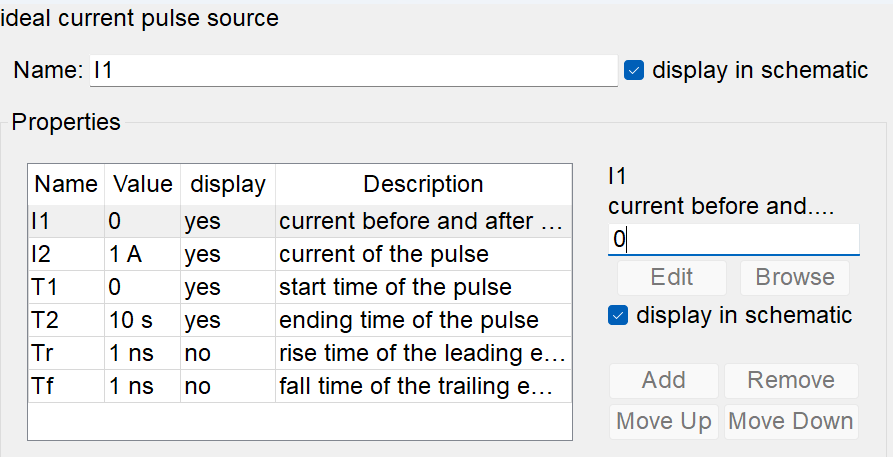 ideal current pulse source
Name: I1 display in schematic
Properties
Name Value display Description
I1 0 yes current before and after ...
I2 1 A yes current of the pulse
T1 0 yes start time of the pulse
T2 10 s yes ending time of the pulse
Tr 1 ns no rise time of the leading e...
Tf 1 ns no fall time of the trailing e...
I1
current before and....
0
Edit Browse
display in schematic
Add Remove
Move Up Move Down